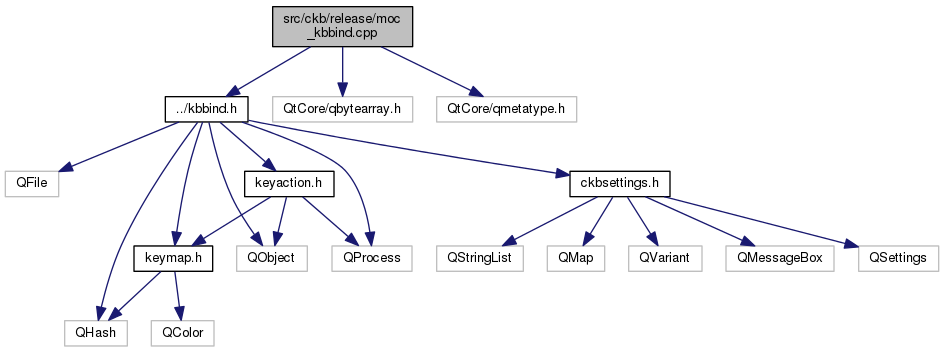 src/ckb/release/moc
_kbbind.cpp
../kbbind.h
QtCore/qbytearray.h
QtCore/qmetatype.h
QFile
keyaction.h
ckbsettings.h
keymap.h
QObject
QProcess
QStringList
QMap
QVariant
QMessageBox
QSettings
QHash
QColor